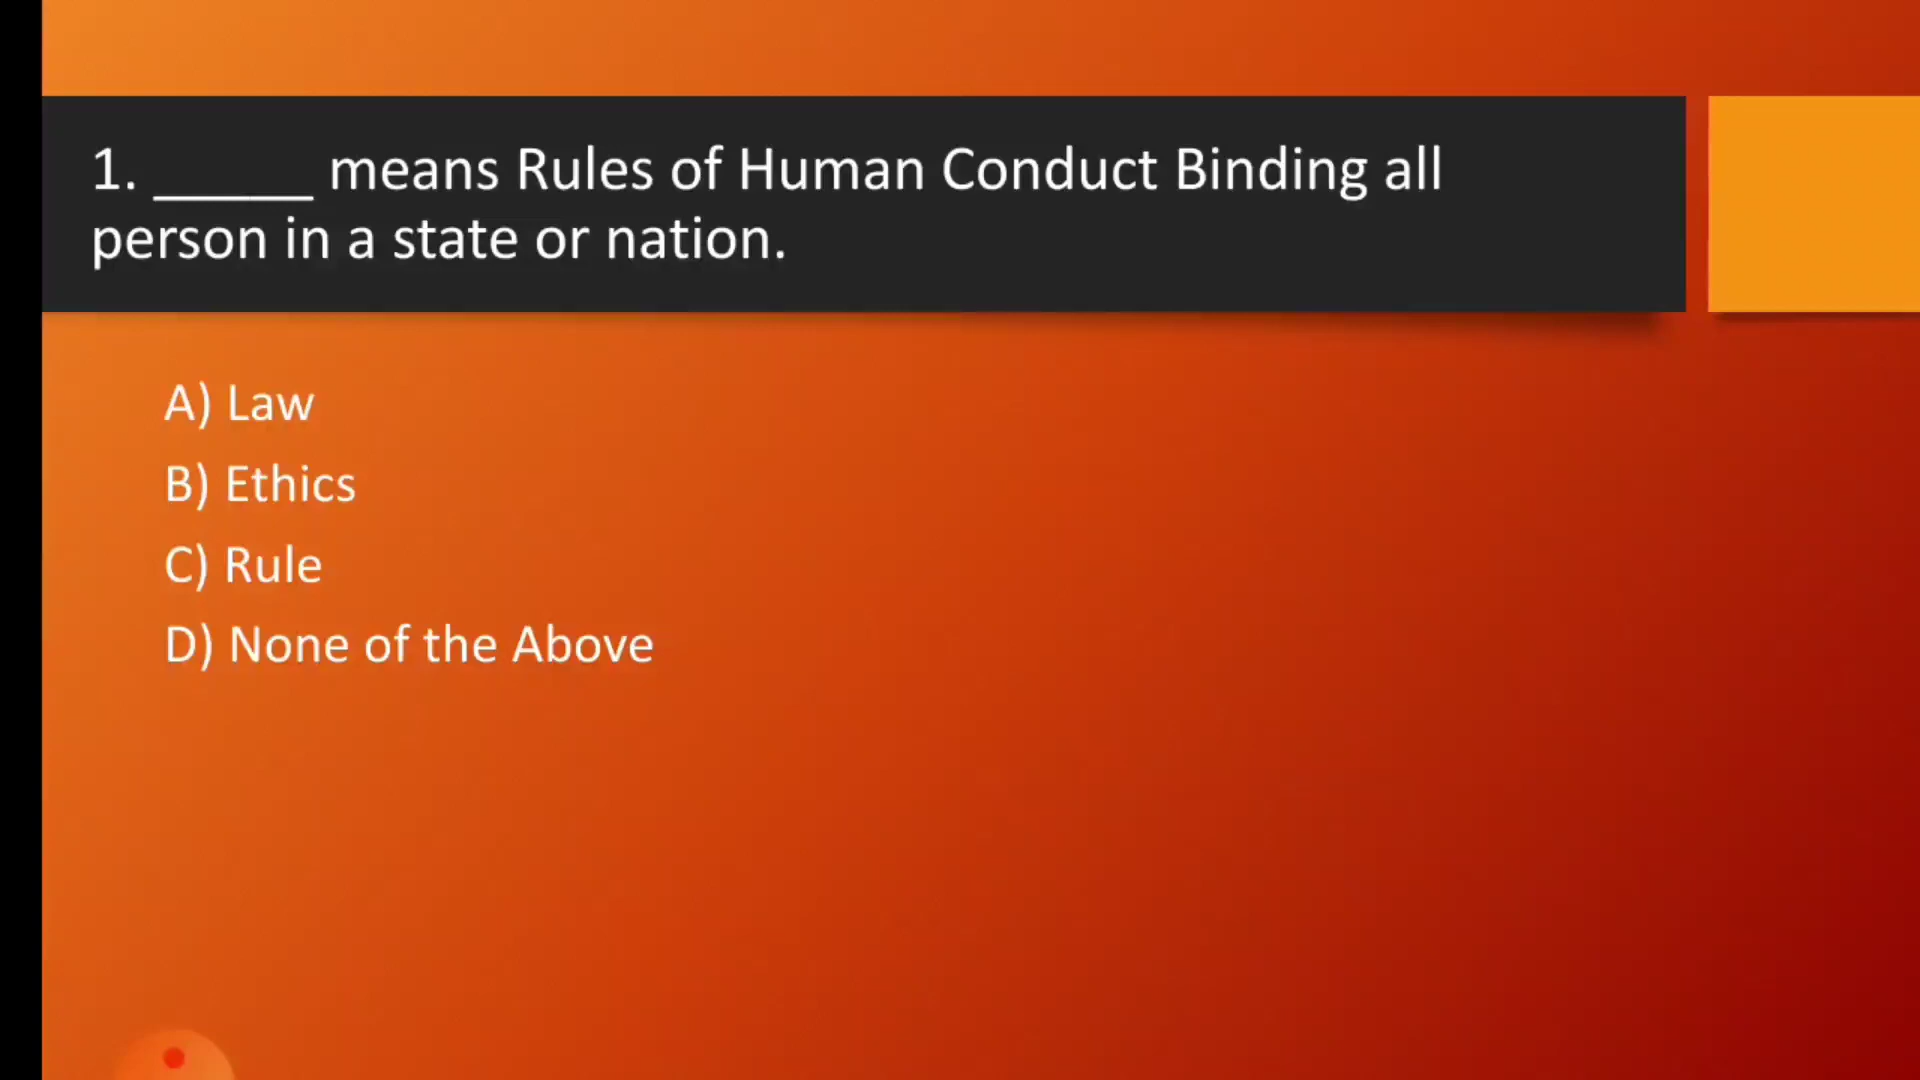 1. _____ means Rules of Human Conduct Binding all
person in a state or nation.
A) Law
B) Ethics
C) Rule
D) None of the Above